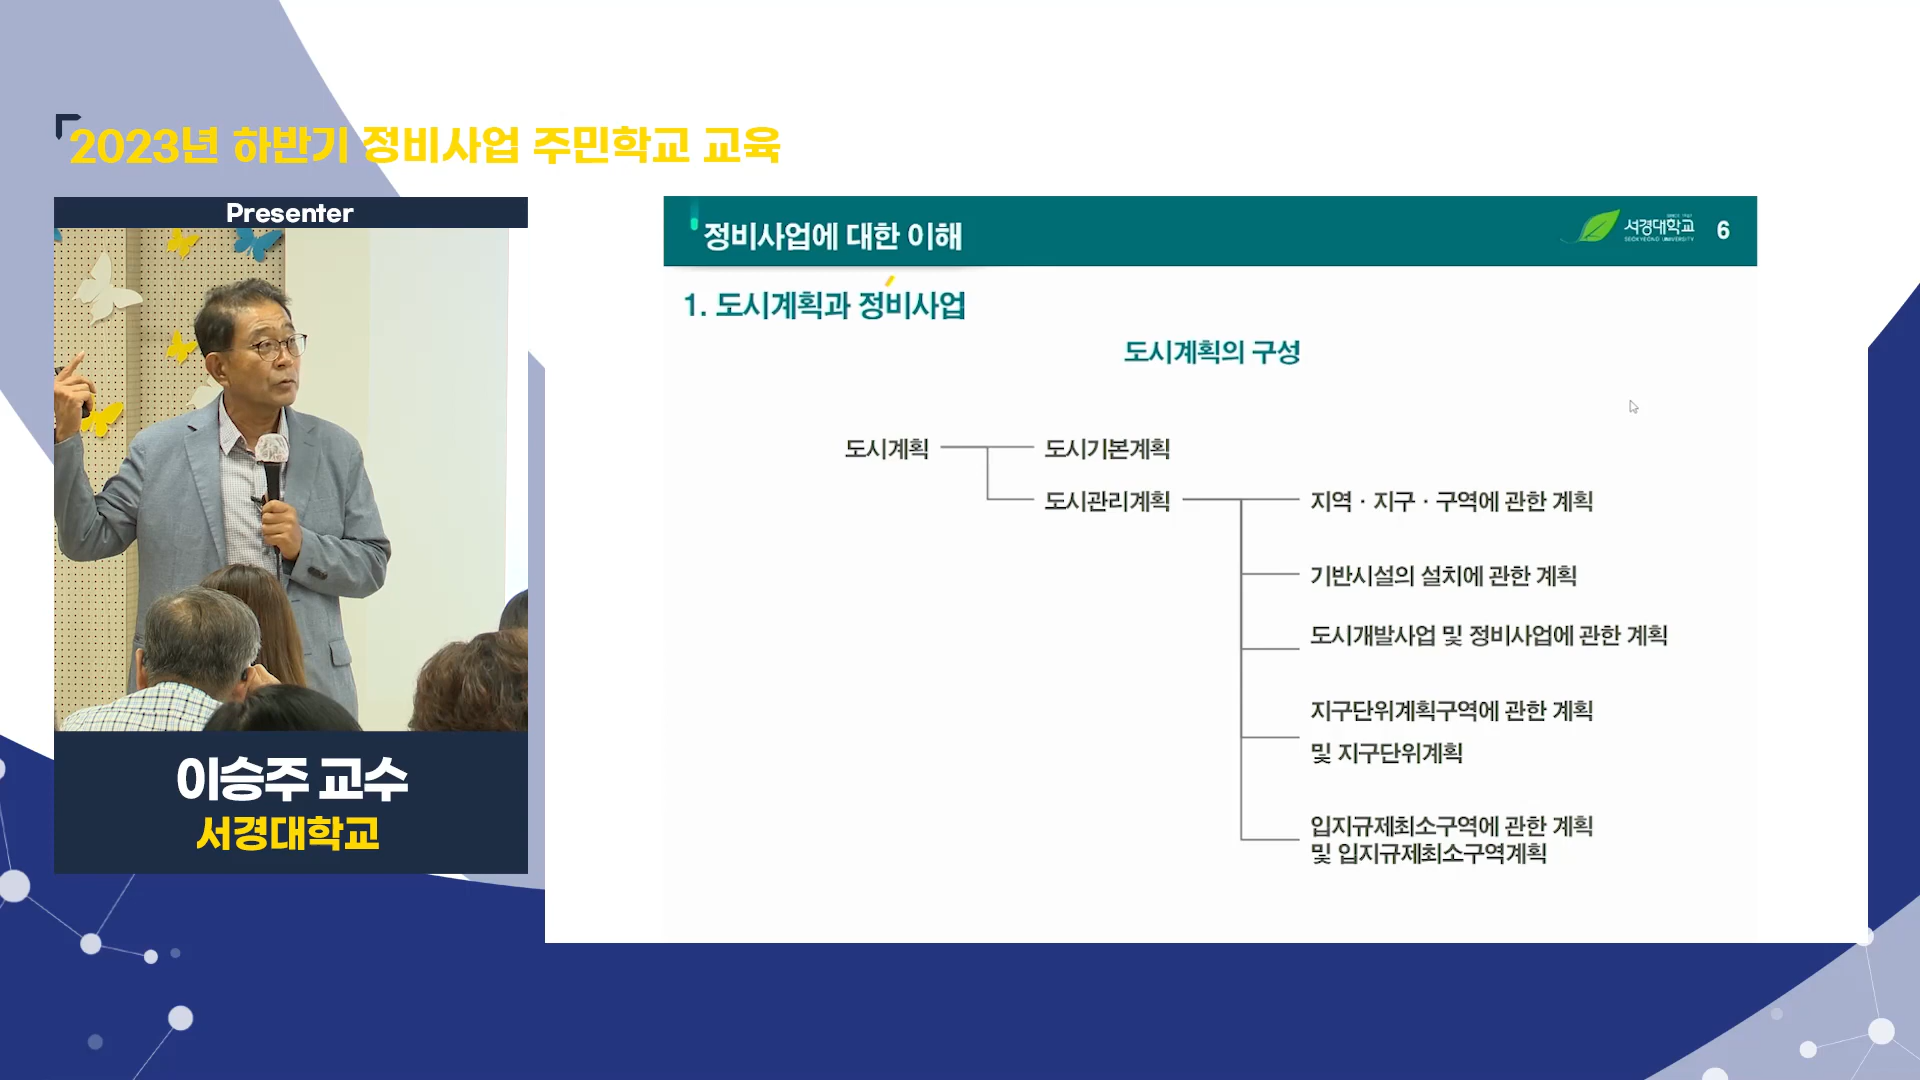 2023년 하반기 정비사업 주민학교 교육
Presenter
이승주 교수
서경대학교
정비사업에 대한 이해
SINCE 1947
서경대학교
SEOKYEONG UNIVERSITY
6
1. 도시계획과 정비사업
도시계획의 구성
도시계획
도시기본계획
도시관리계획
지역 · 지구 · 구역에 관한 계획
기반시설의 설치에 관한 계획
도시개발사업 및 정비사업에 관한 계획
지구단위계획구역에 관한 계획
및 지구단위계획
입지규제최소구역에 관한 계획
및 입지규제최소구역계획